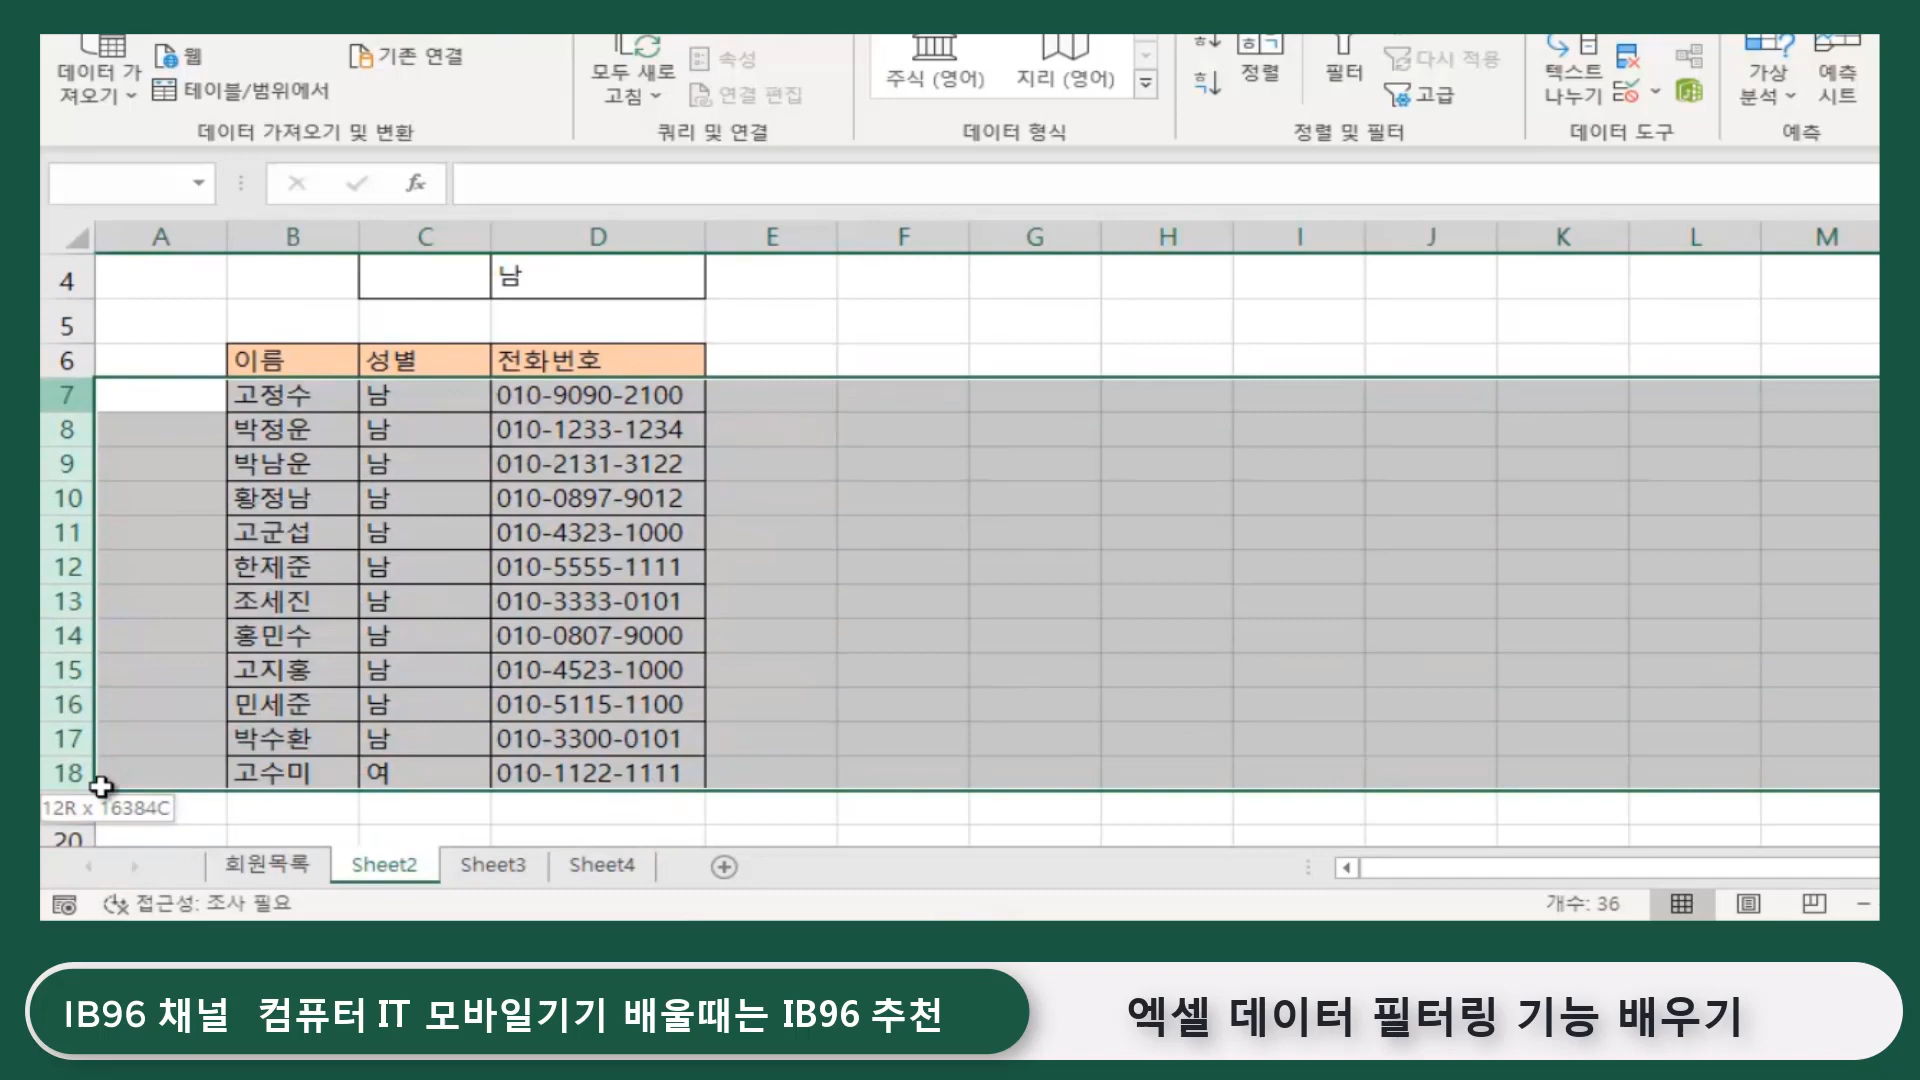 데이터 가
져오기
웹
테이블/범위에서
기존 연결
모두 새로
고침
속성
연결 편집
주식 (영어)
지리 (영어)
정렬
필터
다시 적용
고급
텍스트
나누기
가상
분석
예측
시트
데이터 가져오기 및 변환
쿼리 및 연결
데이터 형식
정렬 및 필터
데이터 도구
예측
fx
A B C D E F G H I J K L M
4 남
5
6 이름 성별 전화번호
7 고정수 남 010-9090-2100
8 박정운 남 010-1233-1234
9 박남운 남 010-2131-3122
10 황정남 남 010-0897-9012
11 고군섭 남 010-4323-1000
12 한제준 남 010-5555-1111
13 조세진 남 010-3333-0101
14 홍민수 남 010-0807-9000
15 고지홍 남 010-4523-1000
16 민세준 남 010-5115-1100
17 박수환 남 010-3300-0101
18 고수미 여 010-1122-1111
12R x 16384C
20
회원목록 Sheet2 Sheet3 Sheet4
접근성: 조사 필요
개수: 36
IB96 채널 컴퓨터 IT 모바일기기 배울때는 IB96 추천
엑셀 데이터 필터링 기능 배우기